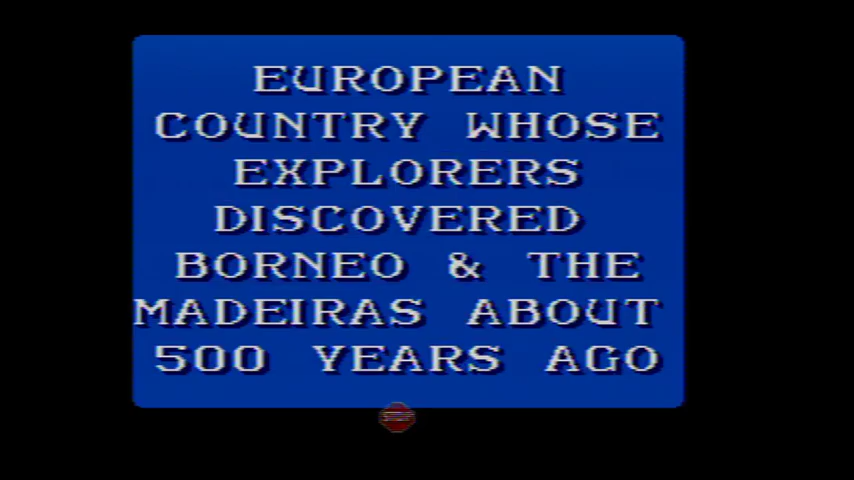 EUROPEAN
COUNTRY WHOSE
EXPLORERS
DISCOVERED
BORNEO & THE
MADEIRAS ABOUT
500 YEARS AGO